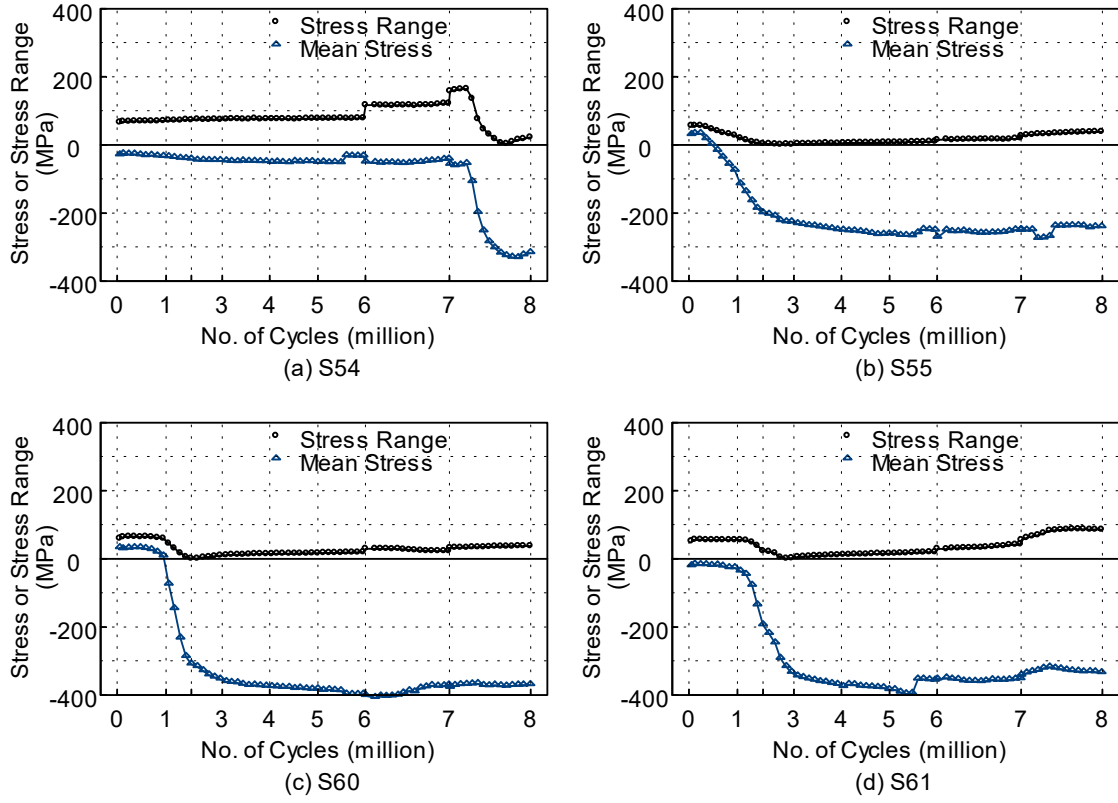 400
200
0
-200
-400
Stress or Stress Range
(MPa)
Stress Range
Mean Stress
0 1 3 4 5 6 7 8
No. of Cycles (million)
(a) S54
400
200
0
-200
-400
Stress or Stress Range
(MPa)
Stress Range
Mean Stress
0 1 3 4 5 6 7 8
No. of Cycles (million)
(b) S55
400
200
0
-200
-400
Stress or Stress Range
(MPa)
Stress Range
Mean Stress
0 1 3 4 5 6 7 8
No. of Cycles (million)
(c) S60
400
200
0
-200
-400
Stress or Stress Range
(MPa)
Stress Range
Mean Stress
0 1 3 4 5 6 7 8
No. of Cycles (million)
(d) S61